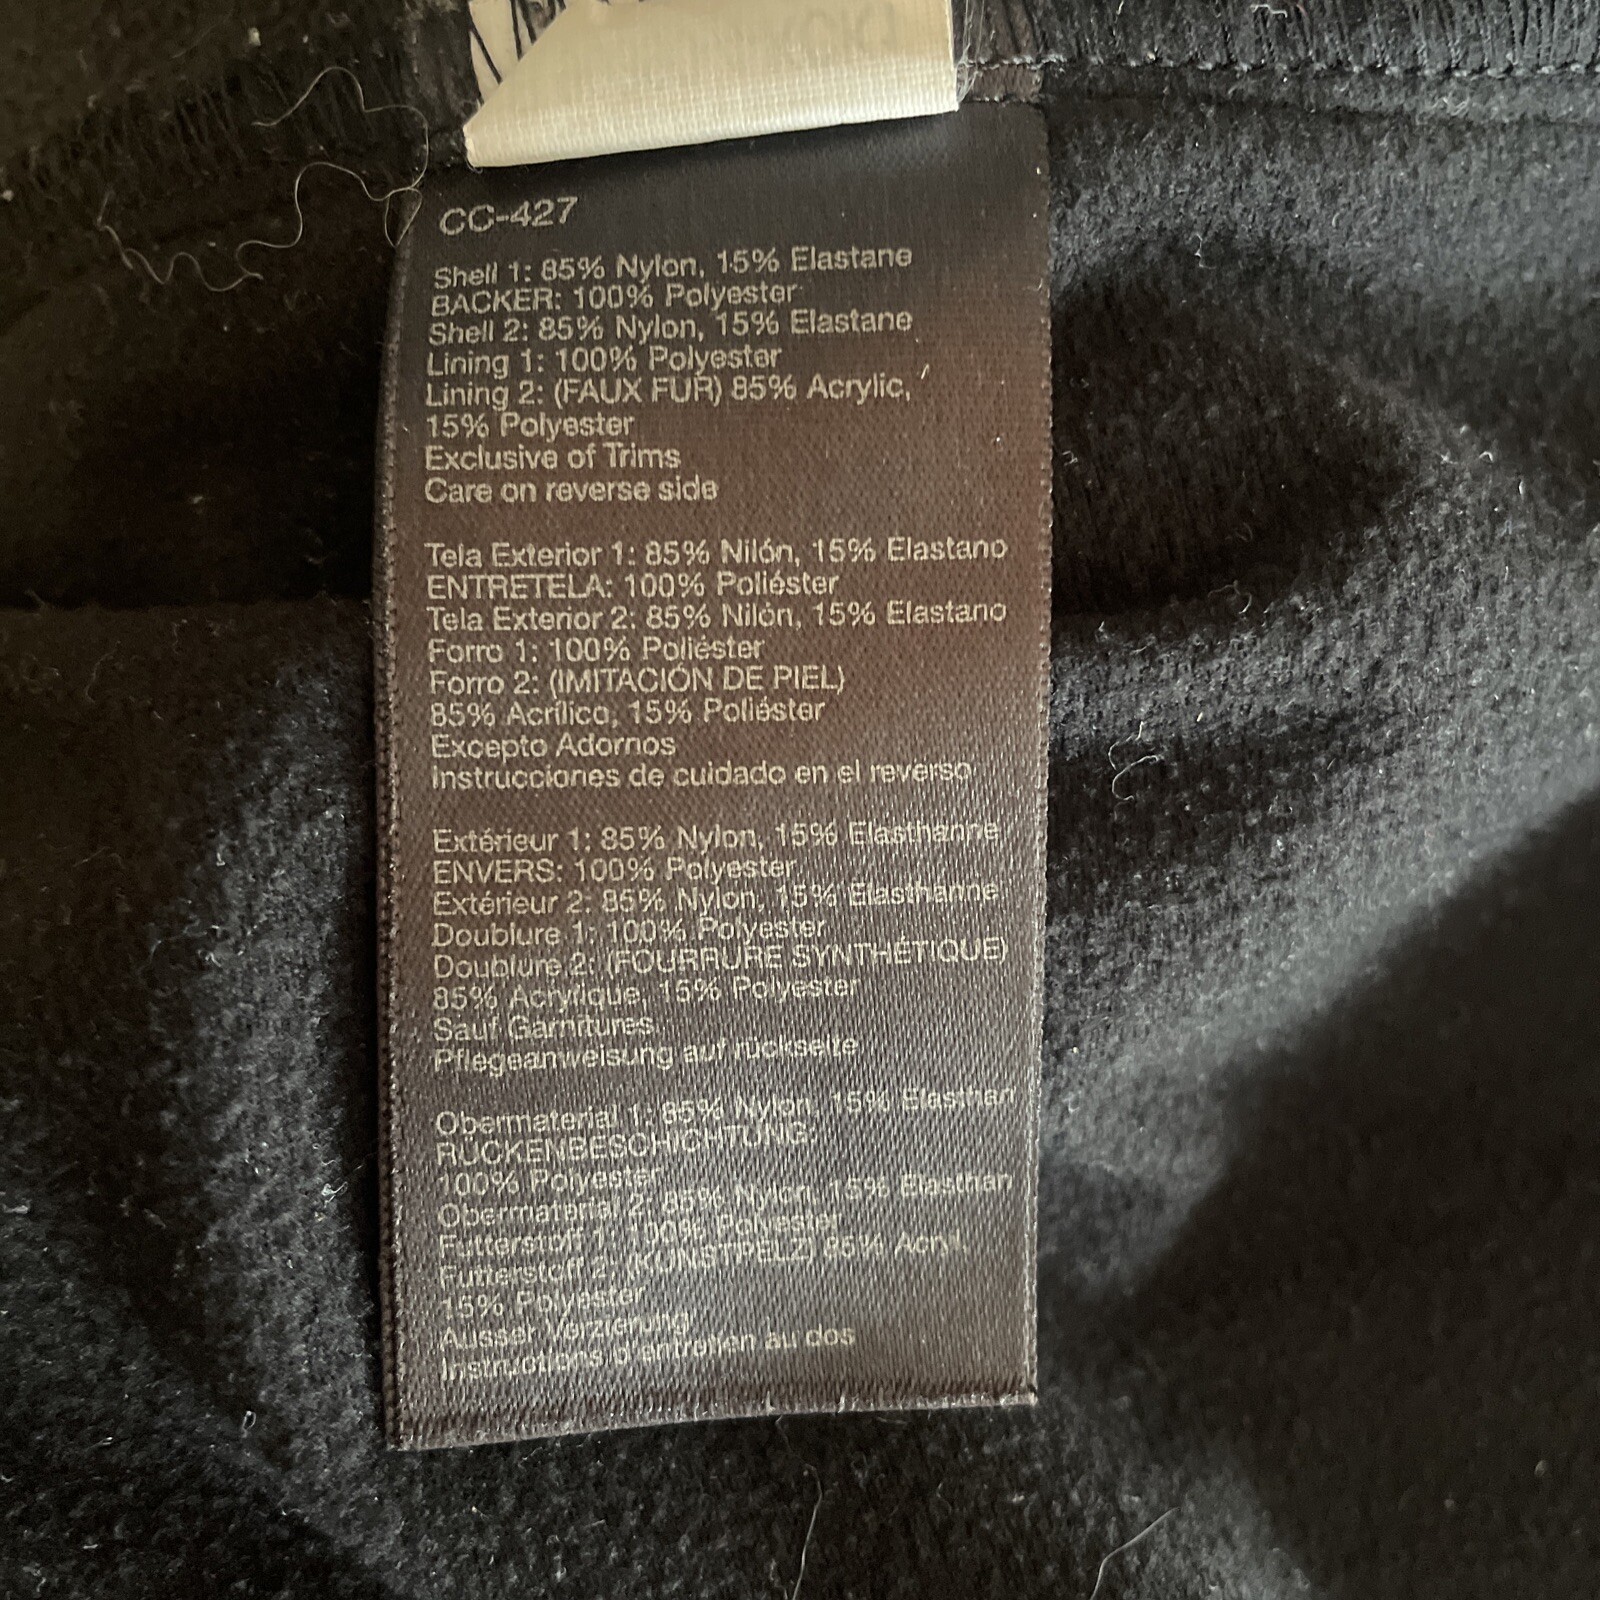 CC-427
Shell 1: 85% Nylon, 15% Elastane
BACKER: 100% Polyester
Shell 2: 85% Nylon, 15% Elastane
Lining 1: 100% Polyester
Lining 2: (FAUX FUR) 85% Acrylic,
15% Polyester
Exclusive of Trims
Care on reverse side
Tela Exterior 1: 85% Nilón, 15% Elastano
ENTRETELA: 100% Poliéster
Tela Exterior 2: 85% Nilón, 15% Elastano
Forro 1: 100% Poliéster
Forro 2: (IMITACIÓN DE PIEL)
85% Acrílico, 15% Poliéster
Excepto Adornos
Instrucciones de cuidado en el reverso
Extérieur 1: 85% Nylon, 15% Elasthanne
ENVERS: 100% Polyester
Extérieur 2: 85% Nylon, 15% Elasthanne
Doublure 1: 100% Polyester
Doublure 2: (FOURRURE SYNTHÉTIQUE)
85% Acrylique, 15% Polyester
Sauf Garnitures
Pflegeanweisung auf rückseite
Obermaterial 1: 85% Nylon, 15% Elasthan
RÜCKENBESCHICHTUNG:
100% Polyester
Obermaterial 2: 85% Nylon, 15% Elasthan
Futterstoff 1: 100% Polyester
Futterstoff 2: (KUNSTPELZ) 85% Acryl,
15% Polyester
Ausser Verzierung
Instructions d'entretien au dos